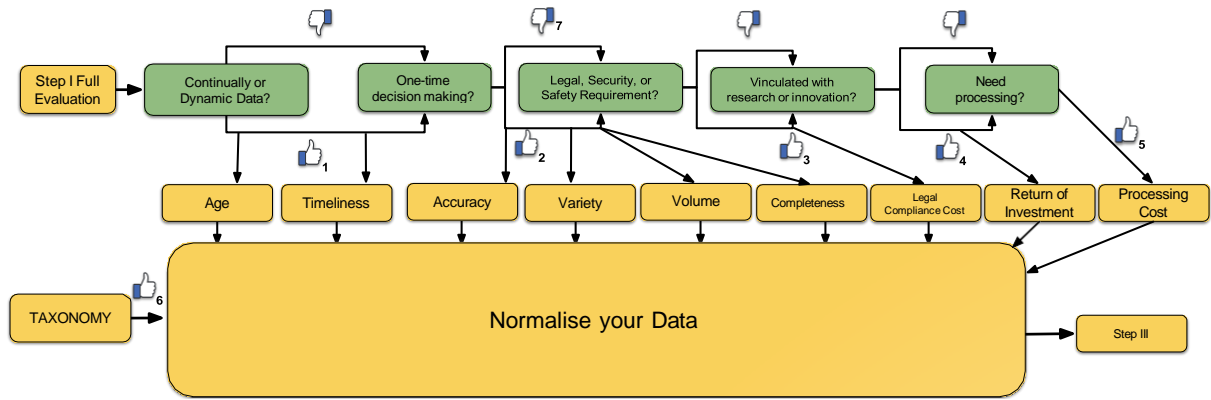 7
Step I Full
Evaluation
Continually or
Dynamic Data?
One-time
decision making?
Legal, Security, or
Safety Requirement?
Vinculated with
research or innovation?
Need
processing?
1
2
3
4
5
Age
Timeliness
Accuracy
Variety
Volume
Completeness
Legal
Compliance Cost
Return of
Investment
Processing
Cost
6
TAXONOMY
Normalise your Data
Step III